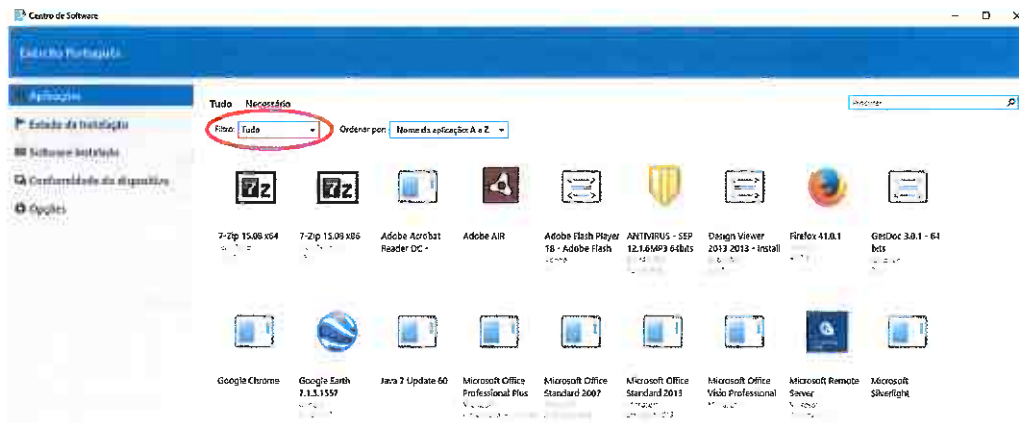 Centro de Software
Exército Português
Aplicações
Estado da Instalação
Software Instalado
Conformidade do dispositivo
Opções
Tudo Necessário
Procurar
Filtro: Tudo Ordenar por: Nome da aplicação: A a Z
7-Zip 15.08 x64
7-Zip 15.08 x86
Adobe Acrobat
Reader DC -
Adobe AIR
Adobe Flash Player
18 - Adobe Flash
ANTIVIRUS - SEP
12.1.6MP3 64bits
Design Viewer
2013 2013 - Install
Firefox 41.0.1
GesDoc 3.0.1 - 64
bits
Google Chrome
Google Earth
7.1.5.1557
Java 7 Update 60
Microsoft Office
Professional Plus
Microsoft Office
Standard 2007
Microsoft Office
Standard 2013
Microsoft Office
Visio Professional
Microsoft Remote
Server
Microsoft
Silverlight